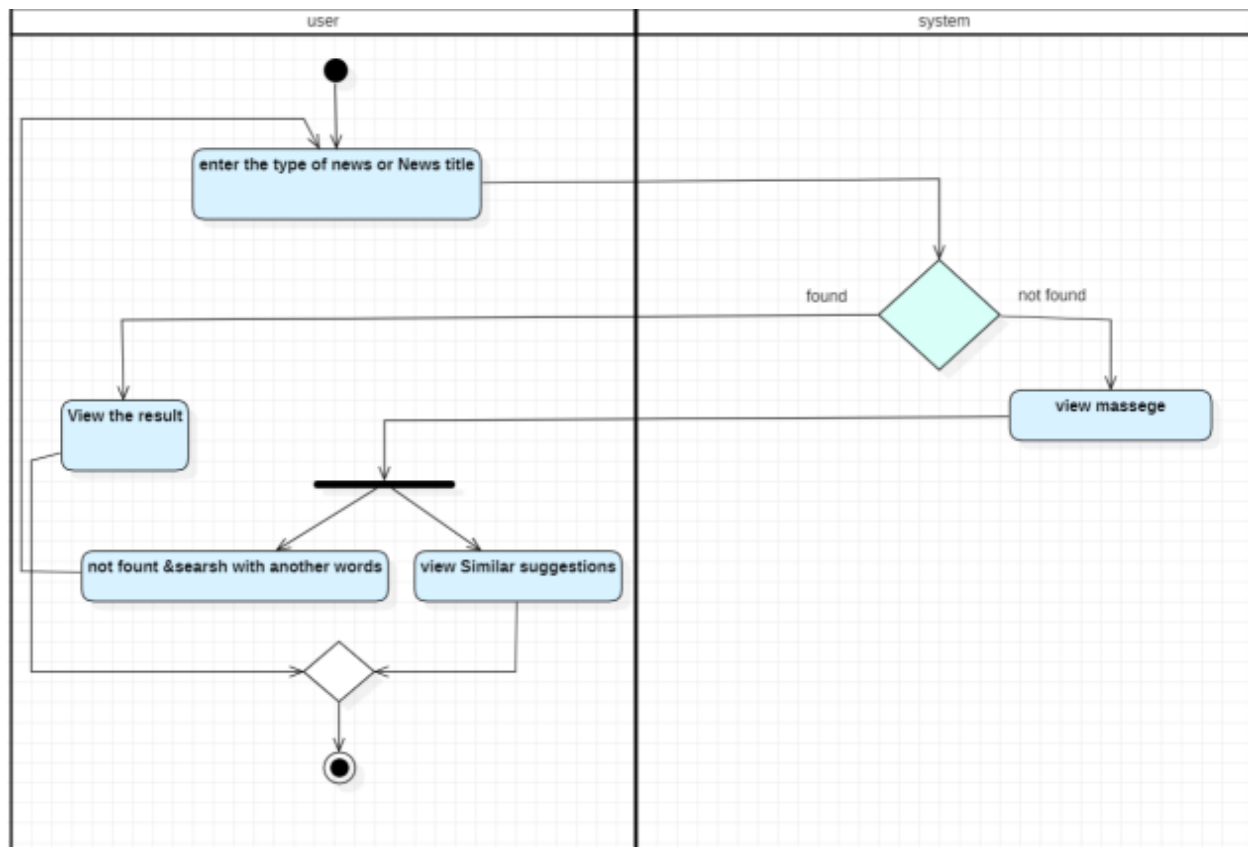 user
system
enter the type of news or News title
found
not found
view massege
View the result
not fount &searsh with another words
view Similar suggestions